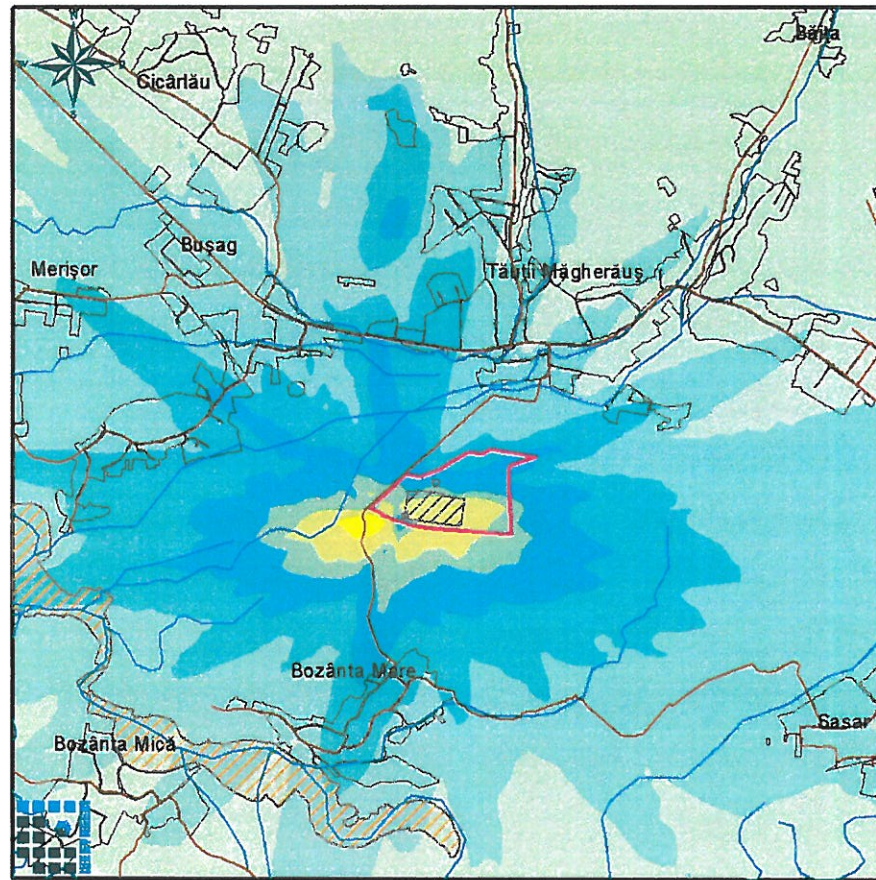 N
Băița
Cicârlău
S
Bușag
Merișor
Tăuții Măgherăuș
Bozânta Mare
Bozânta Mică
Sasar